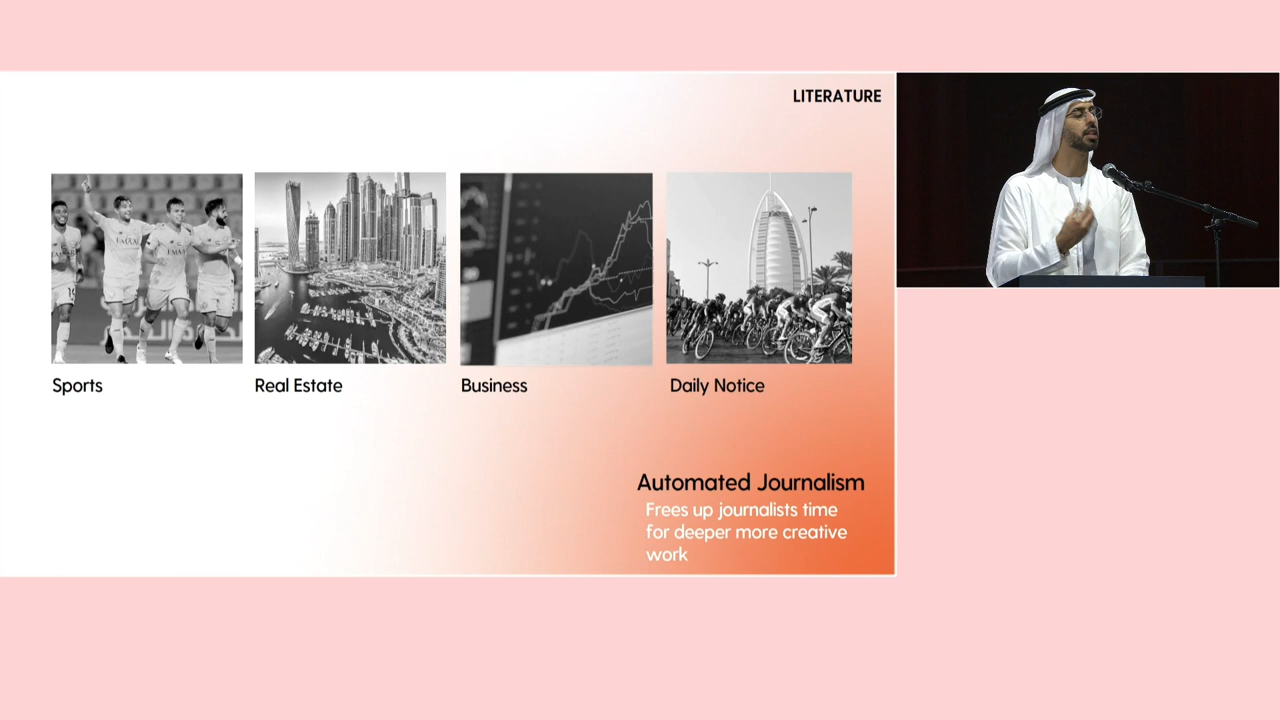 LITERATURE
Sports
Real Estate
Business
Daily Notice
Automated Journalism
Frees up journalists time
for deeper more creative
work